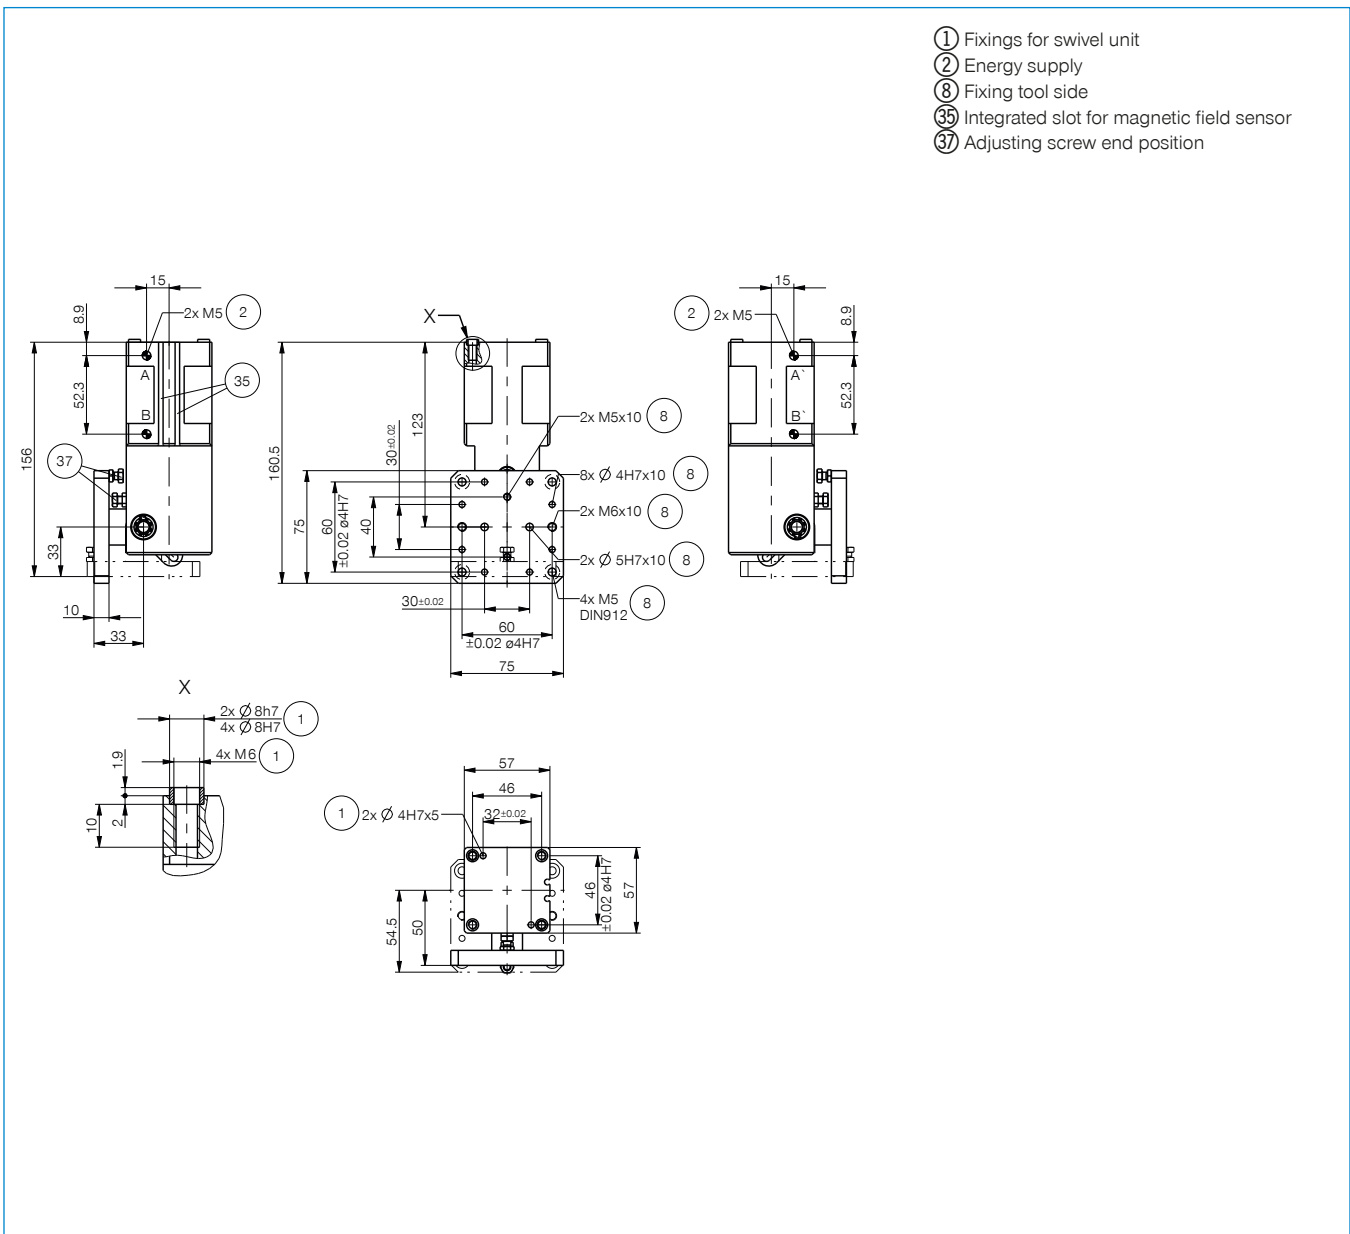 1 Fixings for swivel unit
2 Energy supply
8 Fixing tool side
35 Integrated slot for magnetic field sensor
37 Adjusting screw end position
15
8.9
2x M5 2
A
35
52.3
B
156
37
33
10
33
X
123
30±0.02
160.5
75
60
±0.02 ø4H7
40
2x M5x10 8
8x Ø 4H7x10 8
2x M6x10 8
2x Ø 5H7x10 8
4x M5 8
DIN912
30±0.02
60
±0.02 ø4H7
75
15
2 2x M5
8.9
A`
52.3
B`
X
2x Ø 8h7 1
4x Ø 8H7
4x M6 1
1.9
2
10
57
46
1 2x Ø 4H7x5
32±0.02
46
±0.02 ø4H7
57
54.5
50